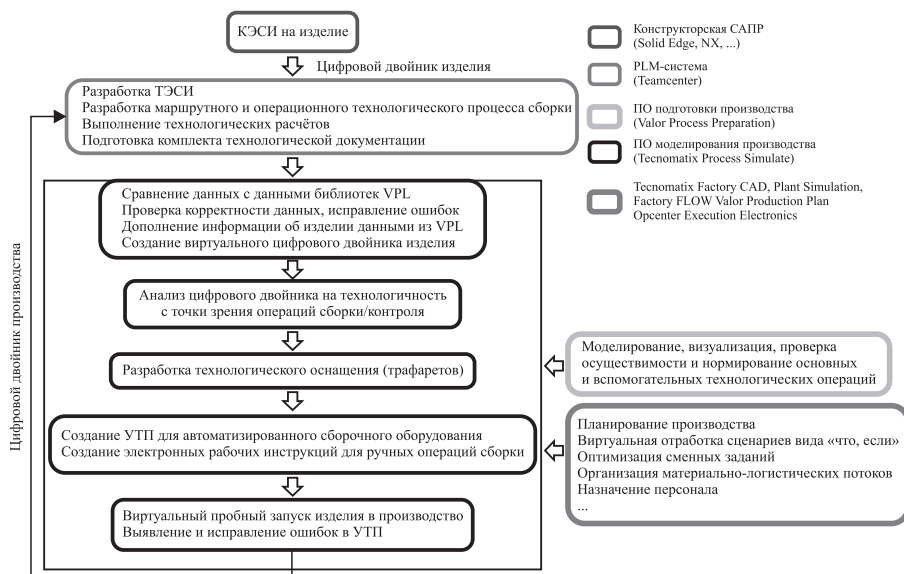 КЭСИ на изделие
Цифровой двойник изделия
Разработка ТЭСИ
Разработка маршрутного и операционного технологического процесса сборки
Выполнение технологических расчётов
Подготовка комплекта технологической документации
Сравнение данных с данными библиотек VPL
Проверка корректности данных, исправление ошибок
Дополнение информации об изделии данными из VPL
Создание виртуального цифрового двойника изделия
Анализ цифрового двойника на технологичность
с точки зрения операций сборки/контроля
Разработка технологического оснащения (трафаретов)
Создание УТП для автоматизированного сборочного оборудования
Создание электронных рабочих инструкций для ручных операций сборки
Виртуальный пробный запуск изделия в производство
Выявление и исправление ошибок в УТП
Цифровой двойник производства
Конструкторская САПР
(Solid Edge, NX, ...)
PLM-система
(Teamcenter)
ПО подготовки производства
(Valor Process Preparation)
ПО моделирования производства
(Tecnomatix Process Simulate)
Tecnomatix Factory CAD, Plant Simulation,
Factory FLOW Valor Production Plan
Opcenter Execution Electronics
Моделирование, визуализация, проверка
осуществимости и нормирование основных
и вспомогательных технологических операций
Планирование производства
Виртуальная отработка сценариев вида «что, если»
Оптимизация сменных заданий
Организация материально-логистических потоков
Назначение персонала
...